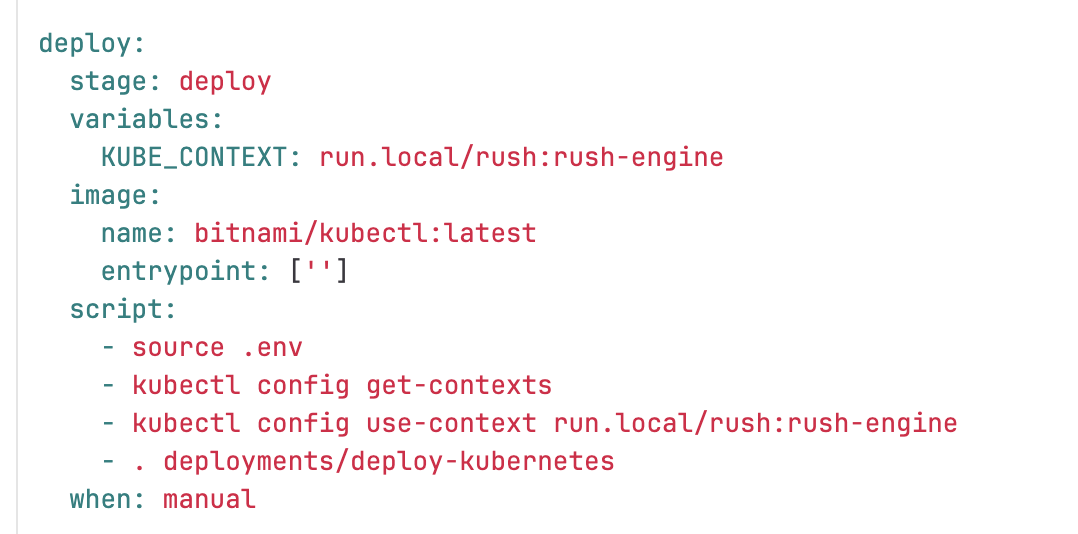 deploy:
  stage: deploy
  variables:
    KUBE_CONTEXT: run.local/rush:rush-engine
  image:
    name: bitnami/kubectl:latest
    entrypoint: ['']
  script:
    - source .env
    - kubectl config get-contexts
    - kubectl config use-context run.local/rush:rush-engine
    - . deployments/deploy-kubernetes
  when: manual